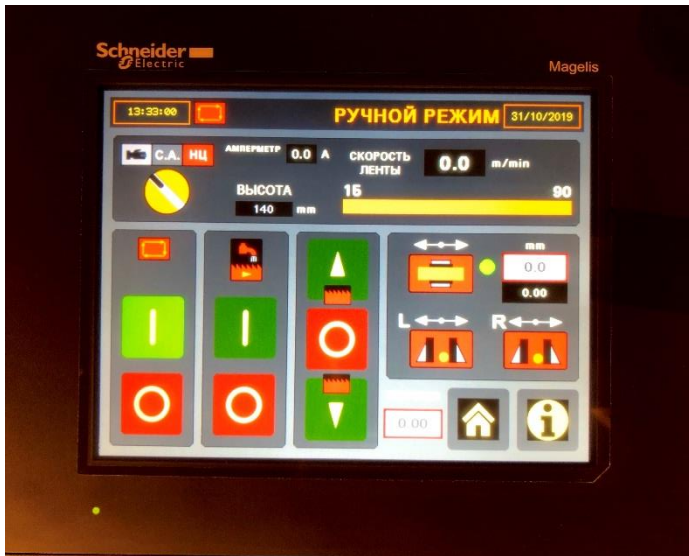 Schneider
Electric
Magelis
13:33:00
РУЧНОЙ РЕЖИМ
31/10/2019
С.А. НЦ
АМПЕРМЕТР 0.0 A
СКОРОСТЬ
ЛЕНТЫ
0.0 m/min
ВЫСОТА
140 mm
15 90
m
mm
0.0
0.00
L R
0.00